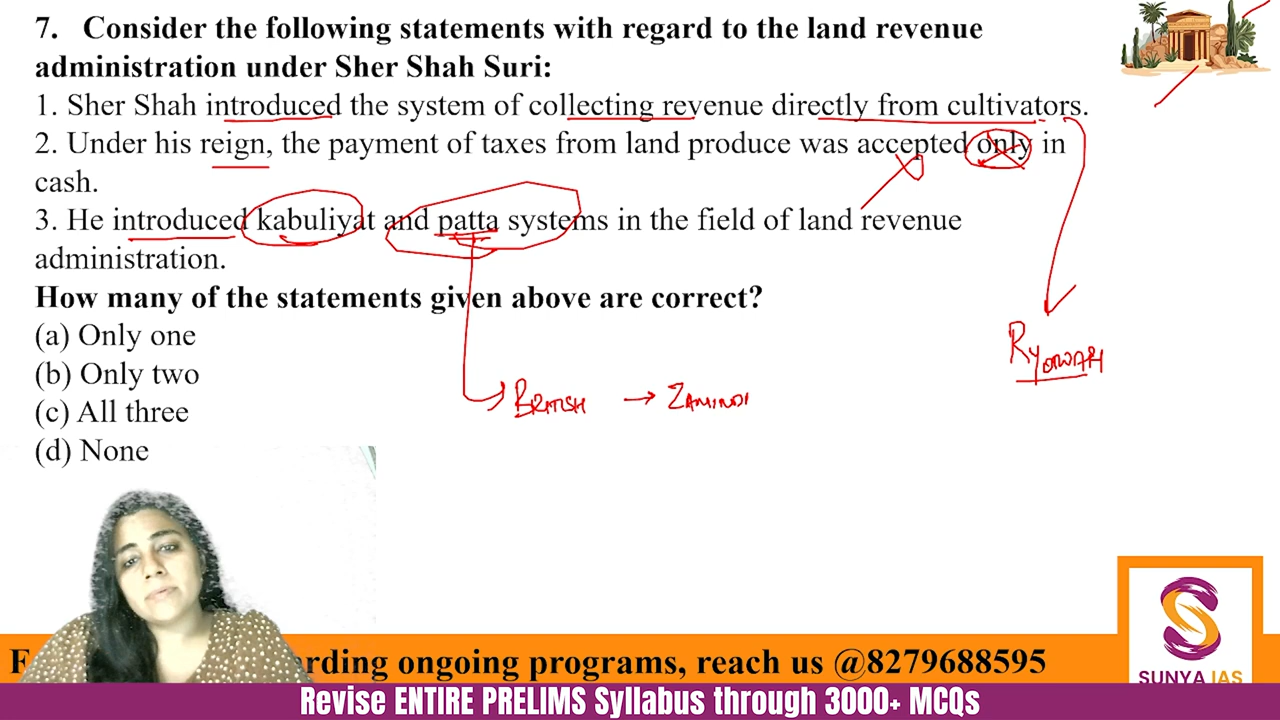 7. Consider the following statements with regard to the land revenue
administration under Sher Shah Suri:
1. Sher Shah introduced the system of collecting revenue directly from cultivators.
2. Under his reign, the payment of taxes from land produce was accepted only in
cash.
3. He introduced kabuliyat and patta systems in the field of land revenue
administration.
How many of the statements given above are correct?
(a) Only one
(b) Only two
(c) All three
(d) None
BRITISH → ZAMINDI
SUNYA IAS
rding ongoing programs, reach us @8279688595
Revise ENTIRE PRELIMS Syllabus through 3000+ MCQs